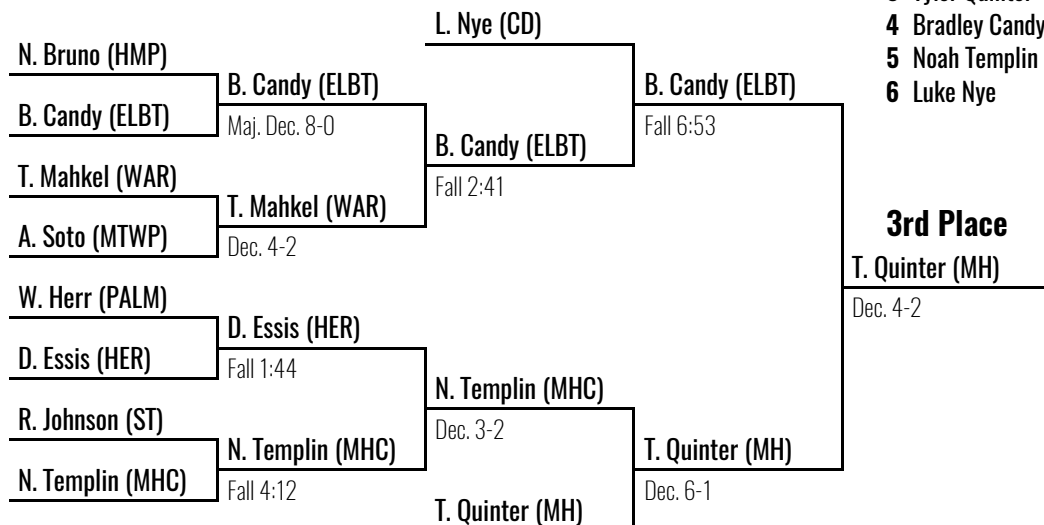 4 Bradley Candy
5 Noah Templin
6 Luke Nye
L. Nye (CD)
N. Bruno (HMP)
B. Candy (ELBT)
B. Candy (ELBT)
B. Candy (ELBT)
Maj. Dec. 8-0
Fall 6:53
B. Candy (ELBT)
Fall 2:41
T. Mahkel (WAR)
T. Mahkel (WAR)
A. Soto (MTWP)
Dec. 4-2
3rd Place
T. Quinter (MH)
Dec. 4-2
W. Herr (PALM)
D. Essis (HER)
D. Essis (HER)
Fall 1:44
N. Templin (MHC)
Dec. 3-2
R. Johnson (ST)
N. Templin (MHC)
T. Quinter (MH)
N. Templin (MHC)
Fall 4:12
Dec. 6-1
T. Quinter (MH)